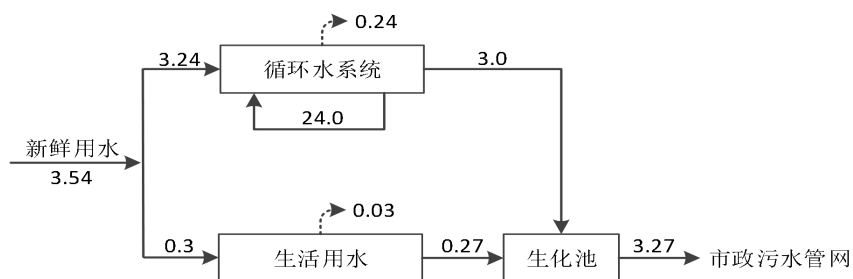 0.24
3.24
循环水系统
3.0
24.0
新鲜用水
3.54
0.03
0.3
生活用水
0.27
生化池
3.27
市政污水管网